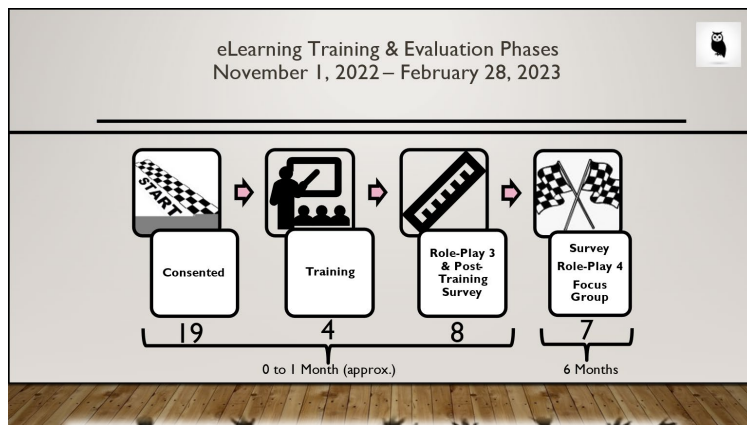 eLearning Training & Evaluation Phases
November 1, 2022 – February 28, 2023
START
Consented
Training
Role-Play 3
& Post-
Training
Survey
Survey
Role-Play 4
Focus
Group
19
4
8
7
0 to 1 Month (approx.)
6 Months